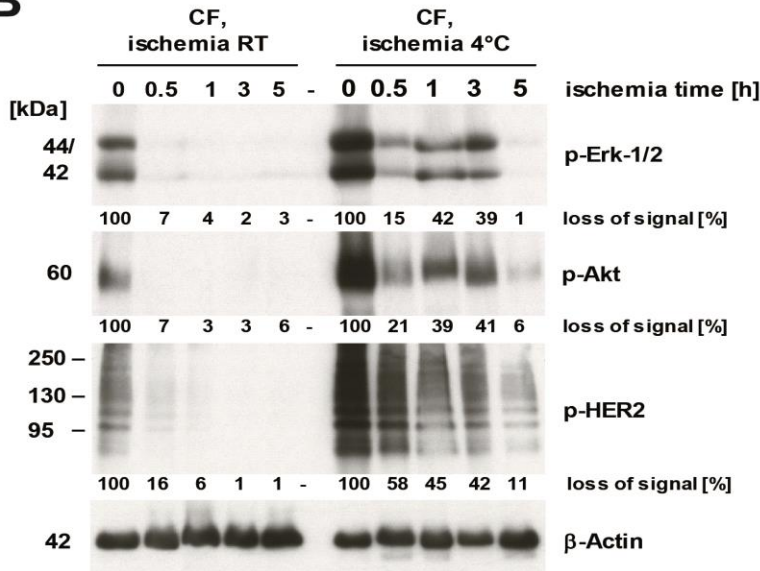 B
CF, CF,
ischemia RT ischemia 4°C
0 0.5 1 3 5 - 0 0.5 1 3 5 ischemia time [h]
[kDa]
44/
42 p-Erk-1/2
100 7 4 2 3 - 100 15 42 39 1 loss of signal [%]
60 p-Akt
100 7 3 3 6 - 100 21 39 41 6 loss of signal [%]
250 –
130 – p-HER2
95 –
100 16 6 1 1 - 100 58 45 42 11 loss of signal [%]
42 β-Actin